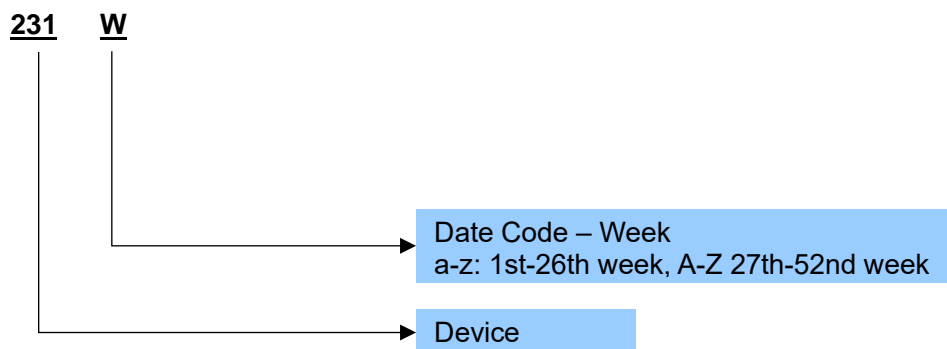 231 W
Date Code – Week
a-z: 1st-26th week, A-Z 27th-52nd week
Device